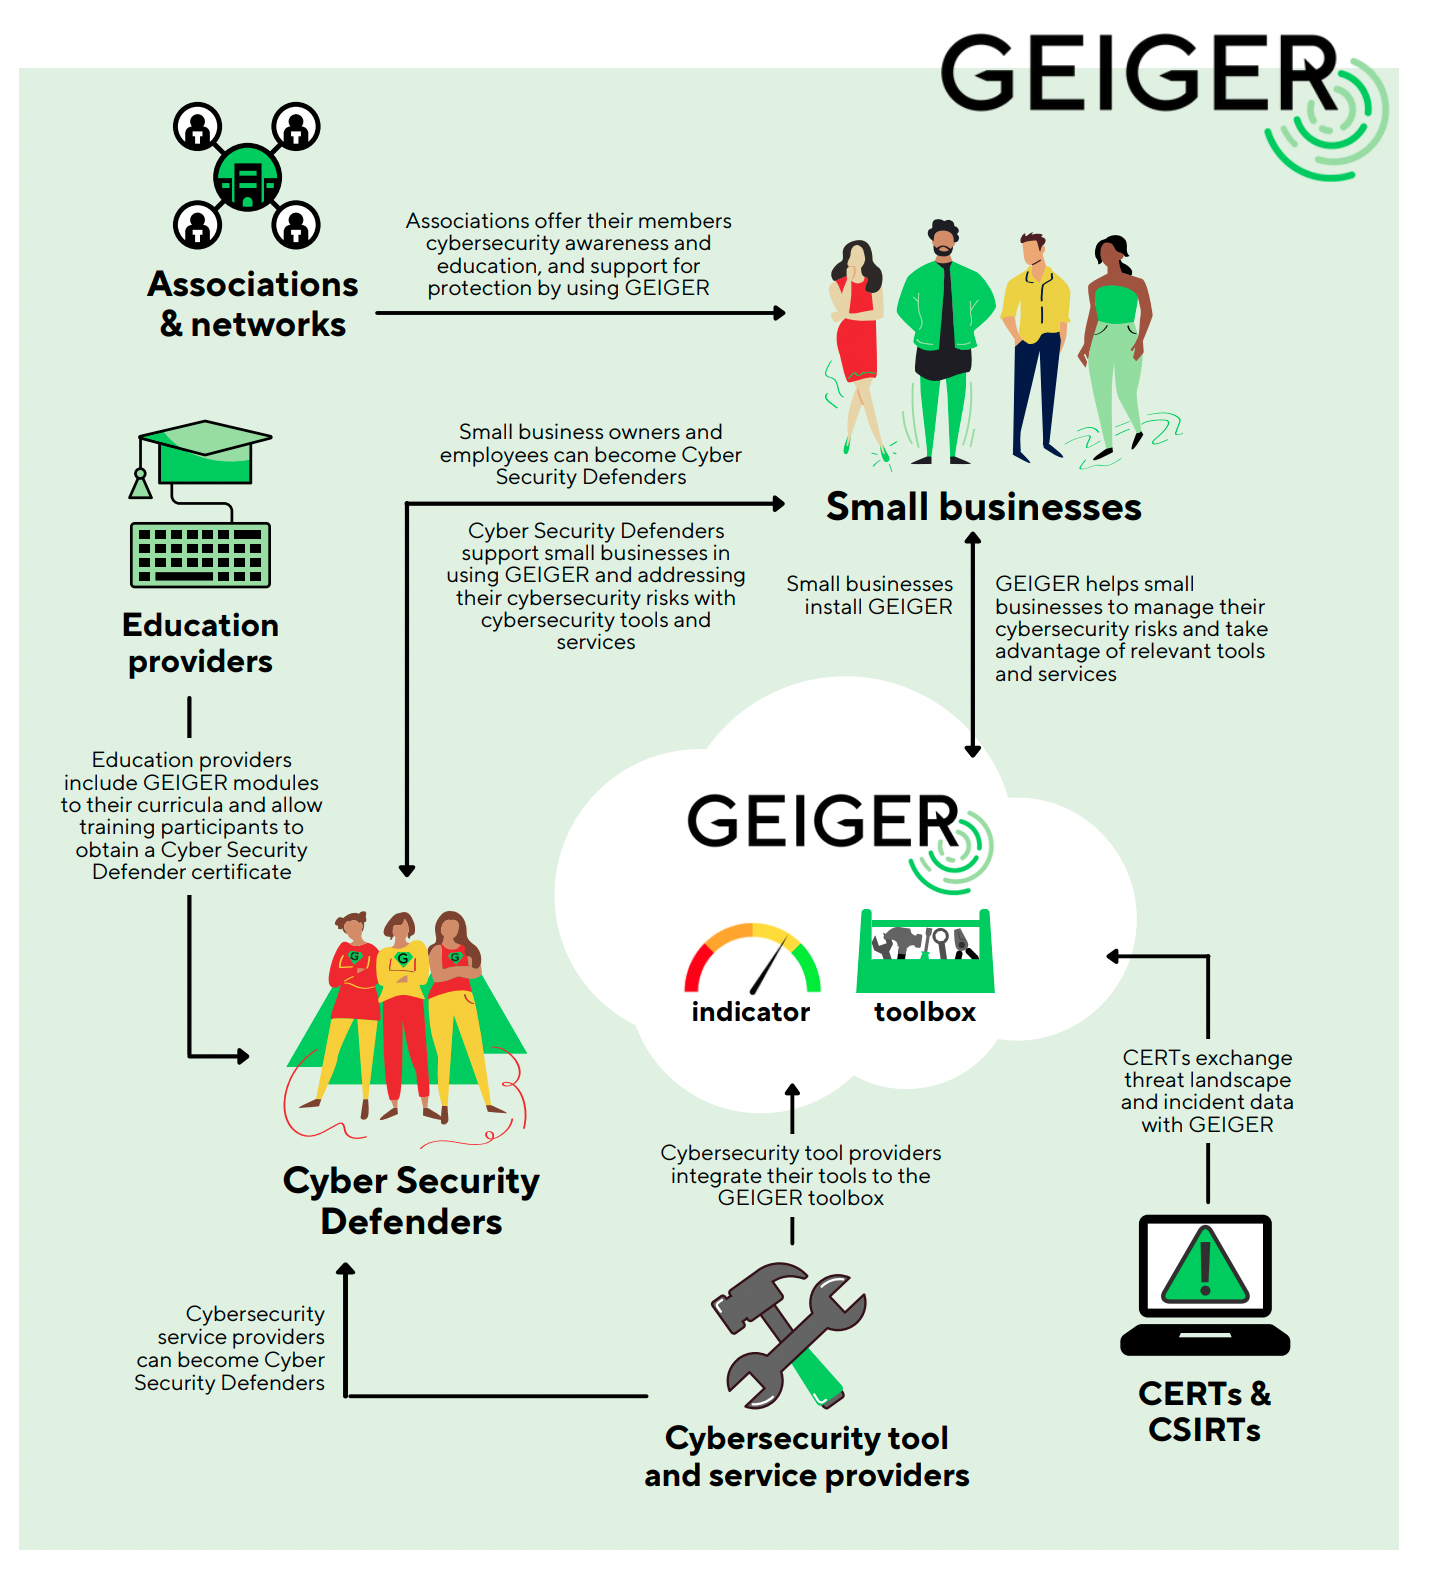 GEIGER
Associations
& networks
Associations offer their members
cybersecurity awareness and
education, and support for
protection by using GEIGER
Small businesses
Education
providers
Small business owners and
employees can become Cyber
Security Defenders
Cyber Security Defenders
support small businesses in
using GEIGER and addressing
their cybersecurity risks with
cybersecurity tools and
services
Small businesses
install GEIGER
GEIGER helps small
businesses to manage their
cybersecurity risks and take
advantage of relevant tools
and services
Education providers
include GEIGER modules
to their curricula and allow
training participants to
obtain a Cyber Security
Defender certificate
GEIGER
indicator
toolbox
G
G
G
Cyber Security
Defenders
CERTs exchange
threat landscape
and incident data
with GEIGER
Cybersecurity tool providers
integrate their tools to the
GEIGER toolbox
Cybersecurity
service providers
can become Cyber
Security Defenders
Cybersecurity tool
and service providers
CERTs &
CSIRTs